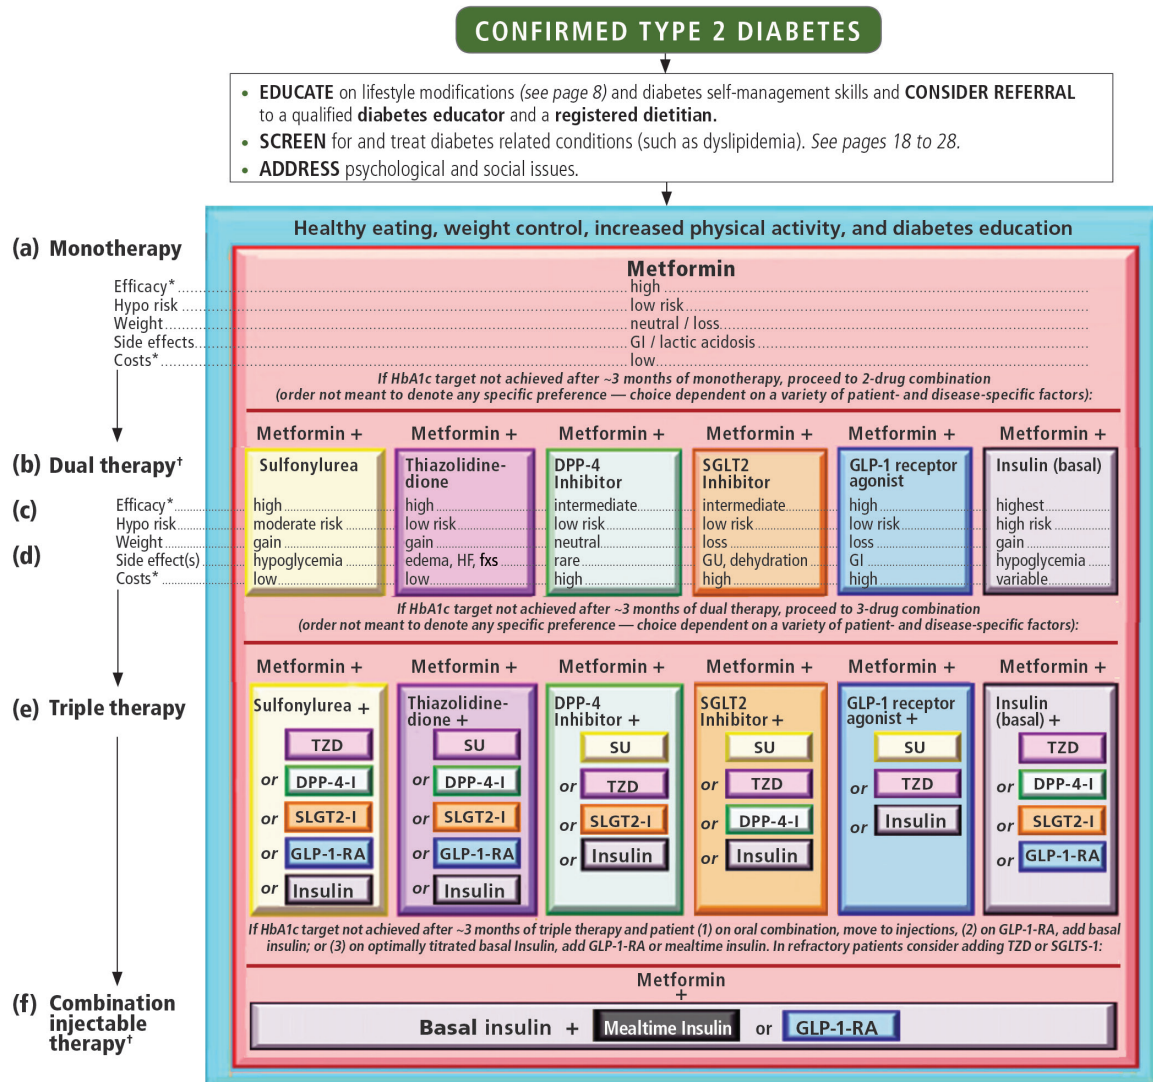 CONFIRMED TYPE 2 DIABETES
• EDUCATE on lifestyle modifications (see page 8) and diabetes self-management skills and CONSIDER REFERRAL
to a qualified diabetes educator and a registered dietitian.
• SCREEN for and treat diabetes related conditions (such as dyslipidemia). See pages 18 to 28.
• ADDRESS psychological and social issues.
Healthy eating, weight control, increased physical activity, and diabetes education
(a) Monotherapy
Metformin
Efficacy* high
Hypo risk low risk
Weight neutral / loss
Side effects GI / lactic acidosis
Costs* low
If HbA1c target not achieved after ~3 months of monotherapy, proceed to 2-drug combination
(order not meant to denote any specific preference — choice dependent on a variety of patient- and disease-specific factors):
Metformin + Metformin + Metformin + Metformin + Metformin + Metformin +
(b) Dual therapy†
(c)
(d)
Efficacy*
Hypo risk
Weight
Side effect(s)
Costs*
Sulfonylurea
high
moderate risk
gain
hypoglycemia
low
Thiazolidine-
dione
high
low risk
gain
edema, HF, fxs
low
DPP-4
Inhibitor
intermediate
low risk
neutral
rare
high
SGLT2
Inhibitor
intermediate
low risk
loss
GU, dehydration
high
GLP-1 receptor
agonist
high
low risk
loss
GI
high
Insulin (basal)
highest
high risk
gain
hypoglycemia
variable
If HbA1c target not achieved after ~3 months of dual therapy, proceed to 3-drug combination
(order not meant to denote any specific preference — choice dependent on a variety of patient- and disease-specific factors):
Metformin + Metformin + Metformin + Metformin + Metformin + Metformin +
(e) Triple therapy
Sulfonylurea +
TZD
or DPP-4-I
or SLGT2-I
or GLP-1-RA
or Insulin
Thiazolidine-
dione +
SU
or DPP-4-I
or SLGT2-I
or GLP-1-RA
or Insulin
DPP-4
Inhibitor +
SU
or TZD
or SLGT2-I
or Insulin
SGLT2
Inhibitor +
SU
or TZD
or DPP-4-I
or Insulin
GLP-1 receptor
agonist +
SU
or TZD
or Insulin
Insulin
(basal) +
TZD
or DPP-4-I
or SLGT2-I
or GLP-1-RA
If HbA1c target not achieved after ~3 months of triple therapy and patient (1) on oral combination, move to injections, (2) on GLP-1-RA, add basal
insulin; or (3) on optimally titrated basal Insulin, add GLP-1-RA or mealtime insulin. In refractory patients consider adding TZD or SGLTS-1:
(f) Combination
injectable
therapy†
Metformin
+
Basal insulin + Mealtime Insulin or GLP-1-RA